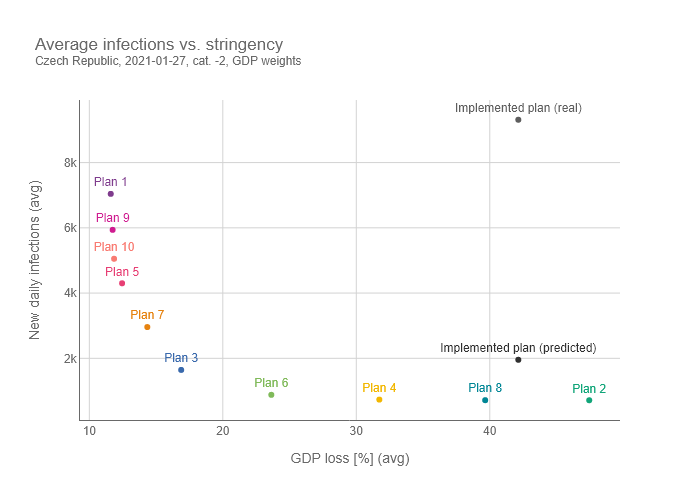 Average infections vs. stringency
Czech Republic, 2021-01-27, cat. -2, GDP weights
Implemented plan (real)
8k
Plan 1
6k
Plan 9
Plan 10
Plan 5
4k
Plan 7
Implemented plan (predicted)
2k
Plan 3
Plan 6
Plan 4
Plan 8
Plan 2
New daily infections (avg)
10
20
30
40
GDP loss [%] (avg)